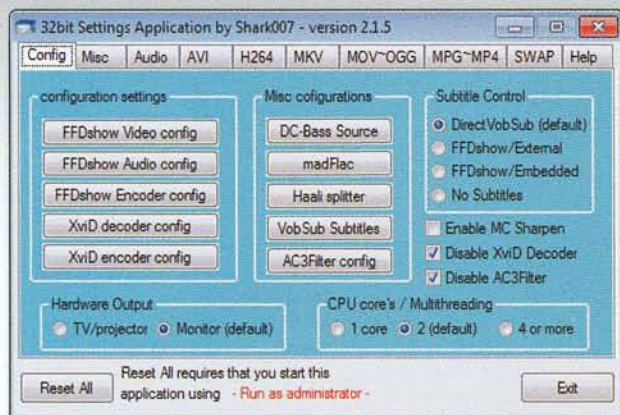 32bit Settings Application by Shark007 - version 2.1.5
Config Misc Audio AVI H264 MKV MOV~OGG MPG~MP4 SWAP Help
configuration settings
FFDshow Video config
FFDshow Audio config
FFDshow Encoder config
XviD decoder config
XviD encoder config
Misc cofigurations
DC-Bass Source
madFlac
Haali splitter
VobSub Subtitles
AC3Filter config
Subtitle Control
DirectVobSub (default)
FFDshow/External
FFDshow/Embedded
No Subtitles
Enable MC Sharpen
Disable XviD Decoder
Disable AC3Filter
Hardware Output
TV/projector Monitor (default)
CPU core's / Multithreading
1 core 2 (default) 4 or more
Reset All
Reset All requires that you start this
application using - Run as administrator -
Exit